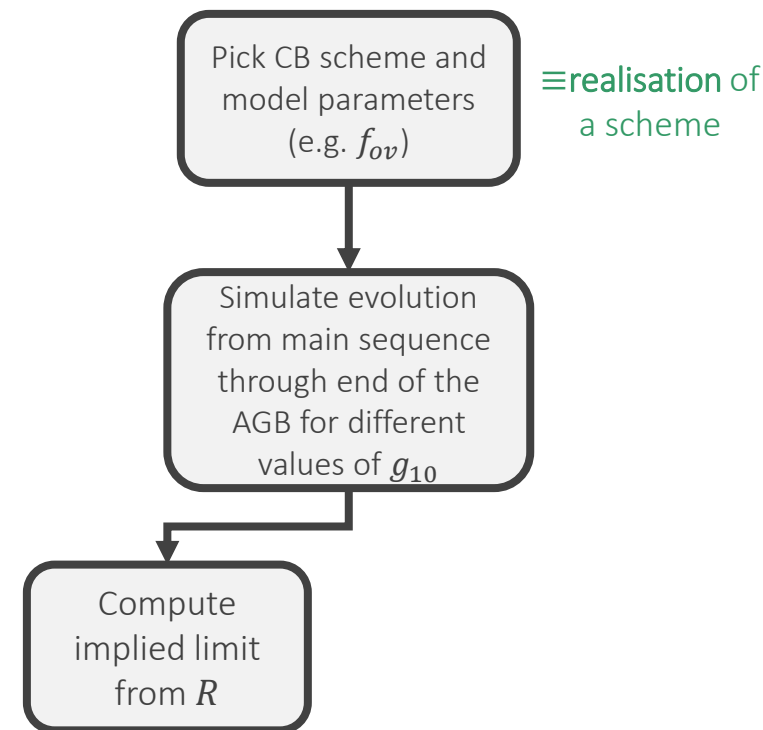 Pick CB scheme and
model parameters
(e.g. f_ov)
≡realisation of
a scheme
Simulate evolution
from main sequence
through end of the
AGB for different
values of g_10
Compute
implied limit
from R